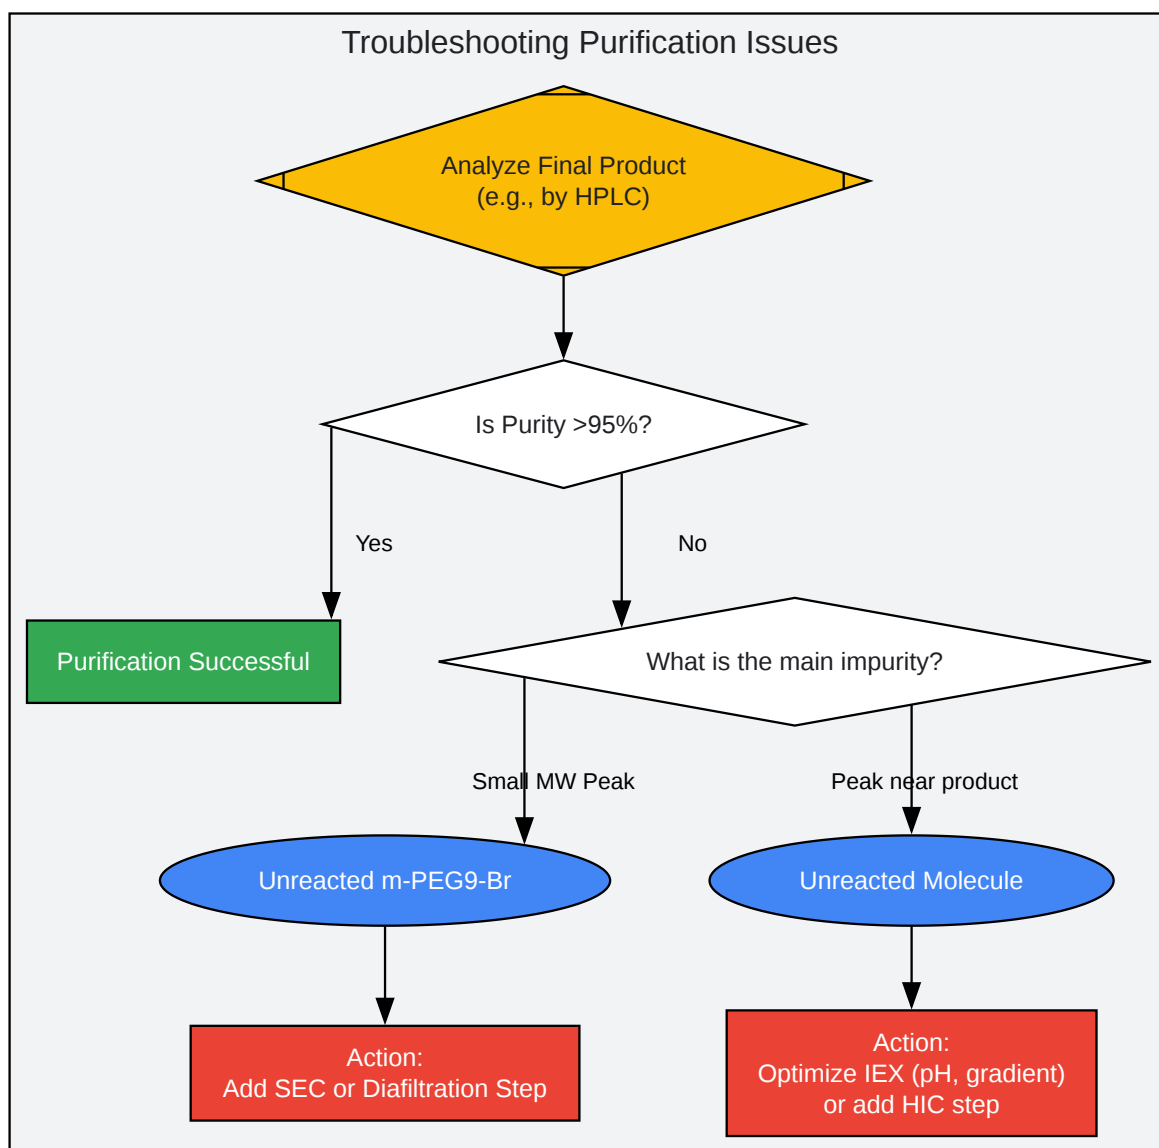 Troubleshooting Purification Issues
Analyze Final Product
(e.g., by HPLC)
Is Purity >95%?
Yes
No
Purification Successful
What is the main impurity?
Small MW Peak
Peak near product
Unreacted m-PEG9-Br
Unreacted Molecule
Action:
Add SEC or Diafiltration Step
Action:
Optimize IEX (pH, gradient)
or add HIC step